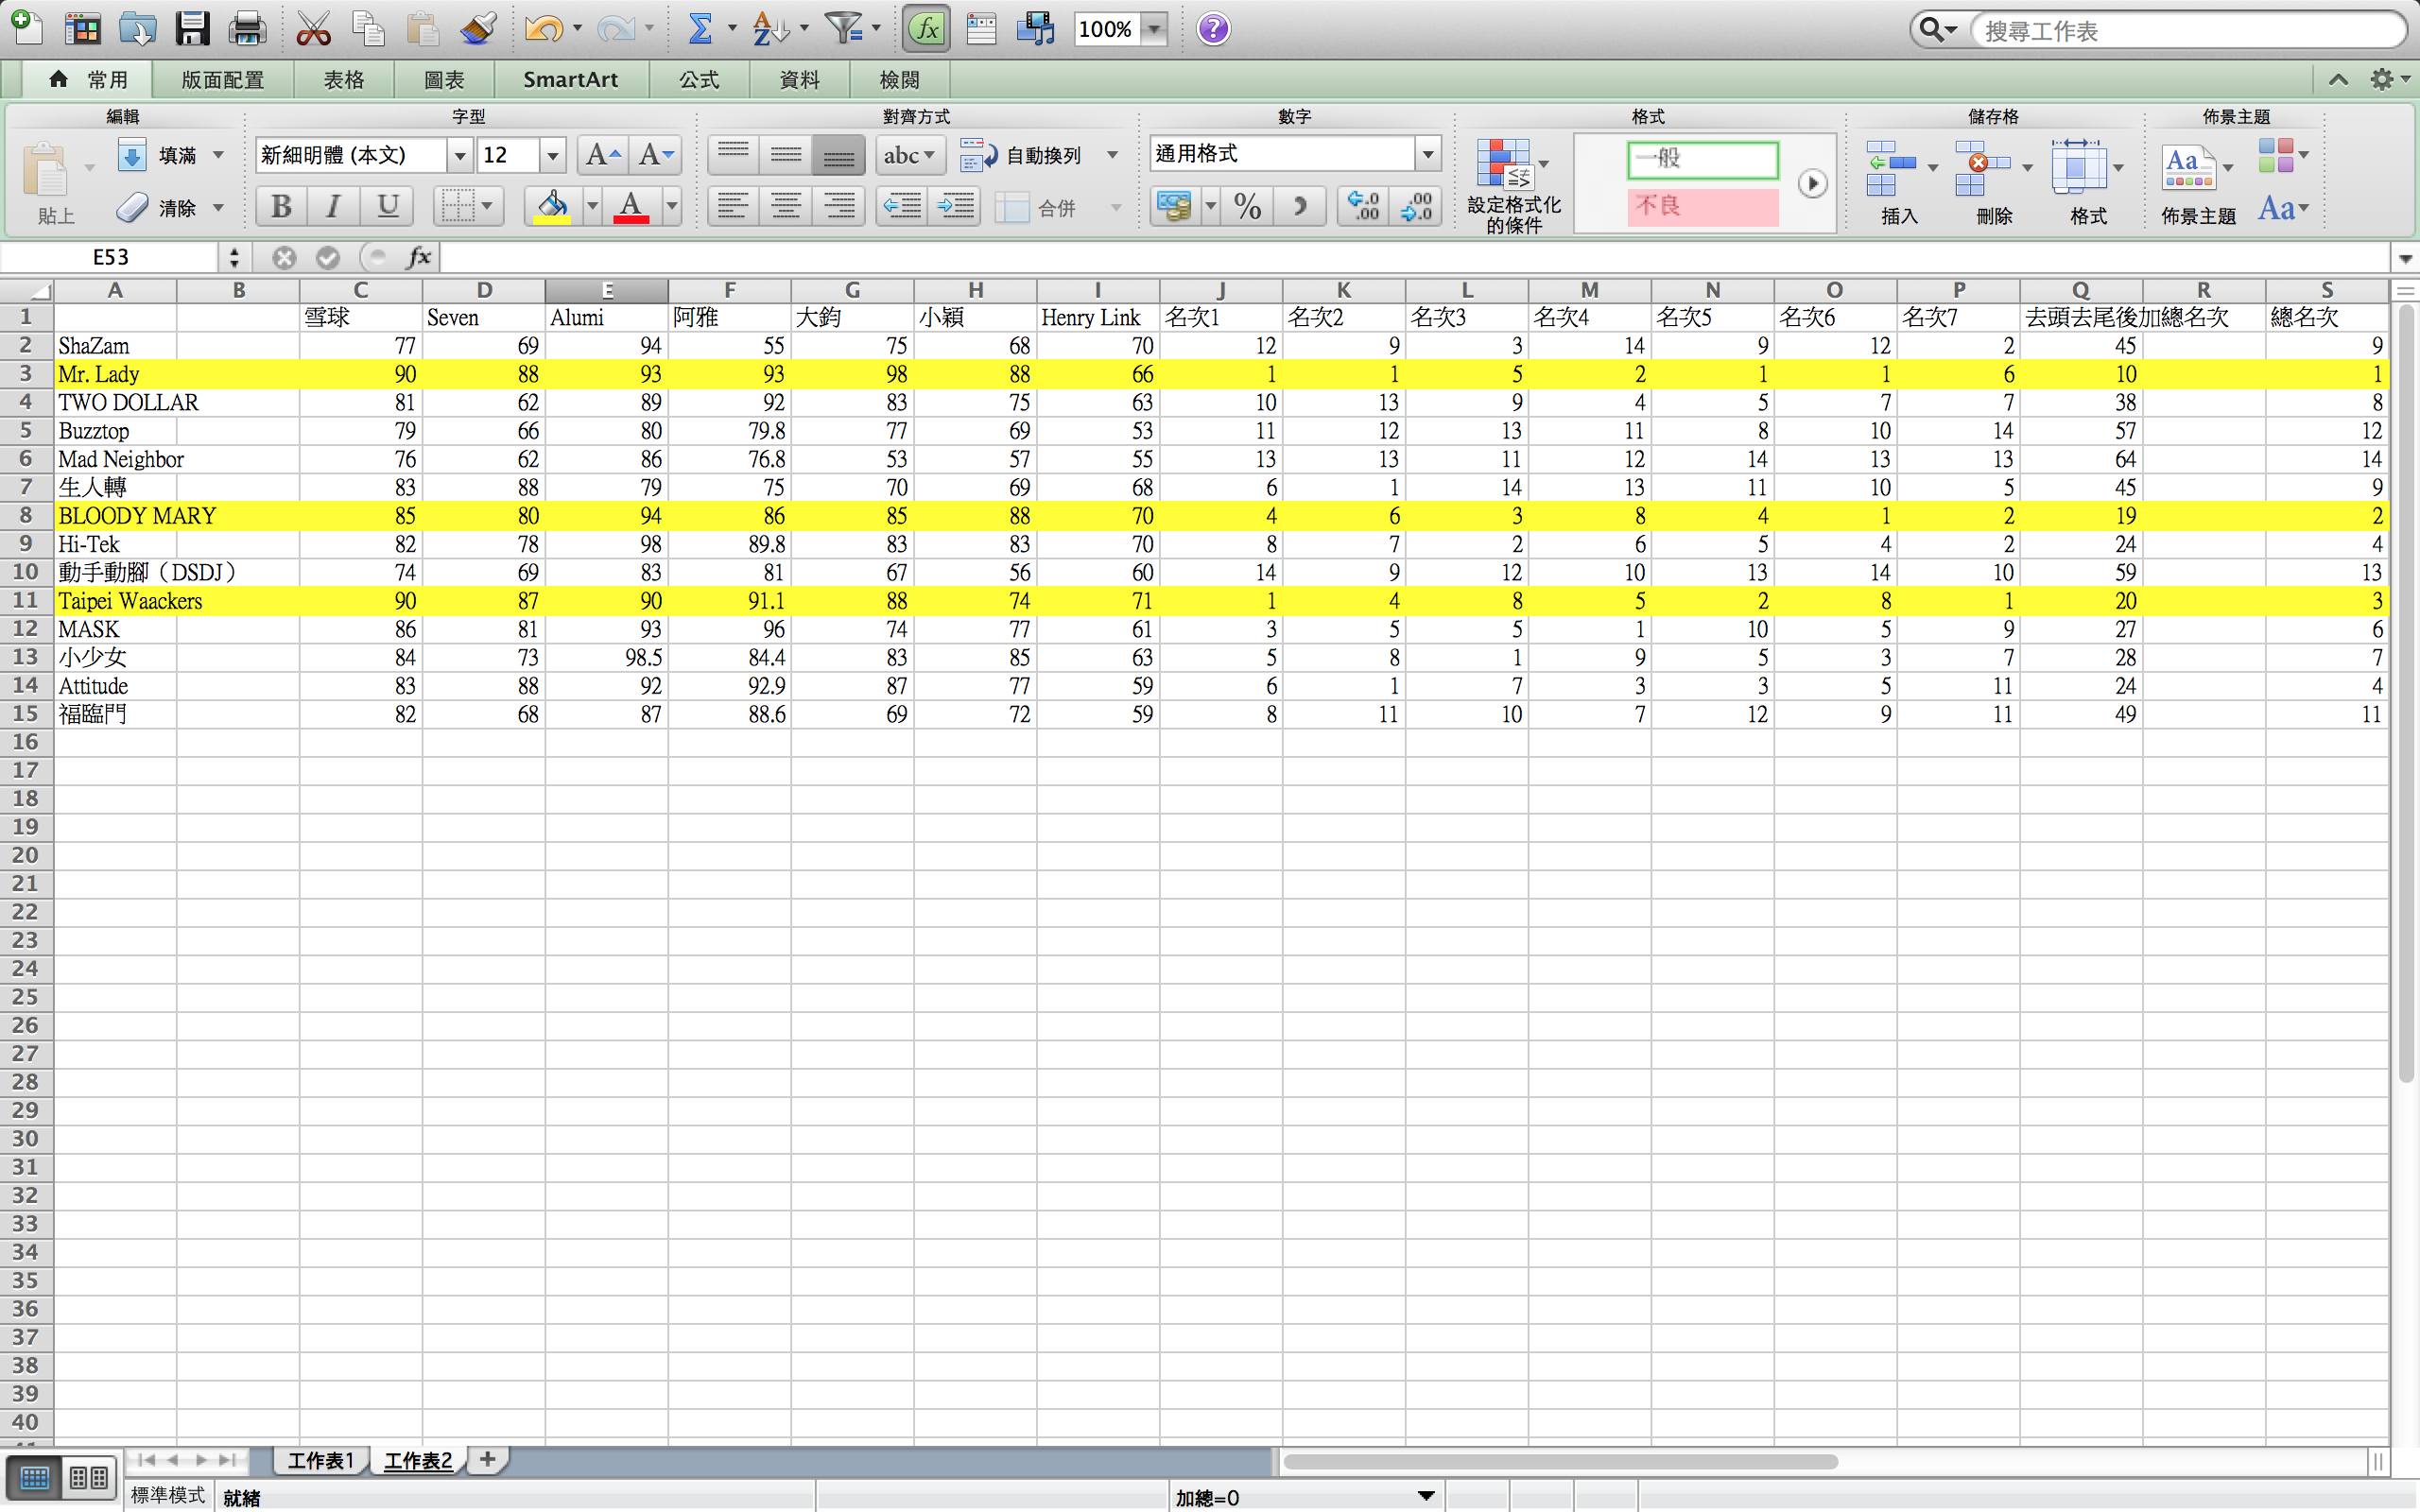 100%
搜尋工作表
常用 版面配置 表格 圖表 SmartArt 公式 資料 檢閱
編輯 字型 對齊方式 數字 格式 儲存格 佈景主題
填滿 新細明體 (本文) 12 A A abc 自動換列 通用格式 一般
貼上 清除 B I U A 合併 % .0 .00 .00 .0 設定格式化的條件 不良 插入 刪除 格式 Aa 佈景主題 Aa
E53 fx
A B C D E F G H I J K L M N O P Q R S
1 雪球 Seven Alumi 阿雅 大鈞 小穎 Henry Link 名次1 名次2 名次3 名次4 名次5 名次6 名次7 去頭去尾後加總名次 總名次
2 ShaZam 77 69 94 55 75 68 70 12 9 3 14 9 12 2 45 9
3 Mr. Lady 90 88 93 93 98 88 66 1 1 5 2 1 1 6 10 1
4 TWO DOLLAR 81 62 89 92 83 75 63 10 13 9 4 5 7 7 38 8
5 Buzztop 79 66 80 79.8 77 69 53 11 12 13 11 8 10 14 57 12
6 Mad Neighbor 76 62 86 76.8 53 57 55 13 13 11 12 14 13 13 64 14
7 生人轉 83 88 79 75 70 69 68 6 1 14 13 11 10 5 45 9
8 BLOODY MARY 85 80 94 86 85 88 70 4 6 3 8 4 1 2 19 2
9 Hi-Tek 82 78 98 89.8 83 83 70 8 7 2 6 5 4 2 24 4
10 動手動腳（DSDJ） 74 69 83 81 67 56 60 14 9 12 10 13 14 10 59 13
11 Taipei Waackers 90 87 90 91.1 88 74 71 1 4 8 5 2 8 1 20 3
12 MASK 86 81 93 96 74 77 61 3 5 5 1 10 5 9 27 6
13 小少女 84 73 98.5 84.4 83 85 63 5 8 1 9 5 3 7 28 7
14 Attitude 83 88 92 92.9 87 77 59 6 1 7 3 3 5 11 24 4
15 福臨門 82 68 87 88.6 69 72 59 8 11 10 7 12 9 11 49 11
16
17
18
19
20
21
22
23
24
25
26
27
28
29
30
31
32
33
34
35
36
37
38
39
40
工作表1 工作表2
標準模式 就緒 加總=0